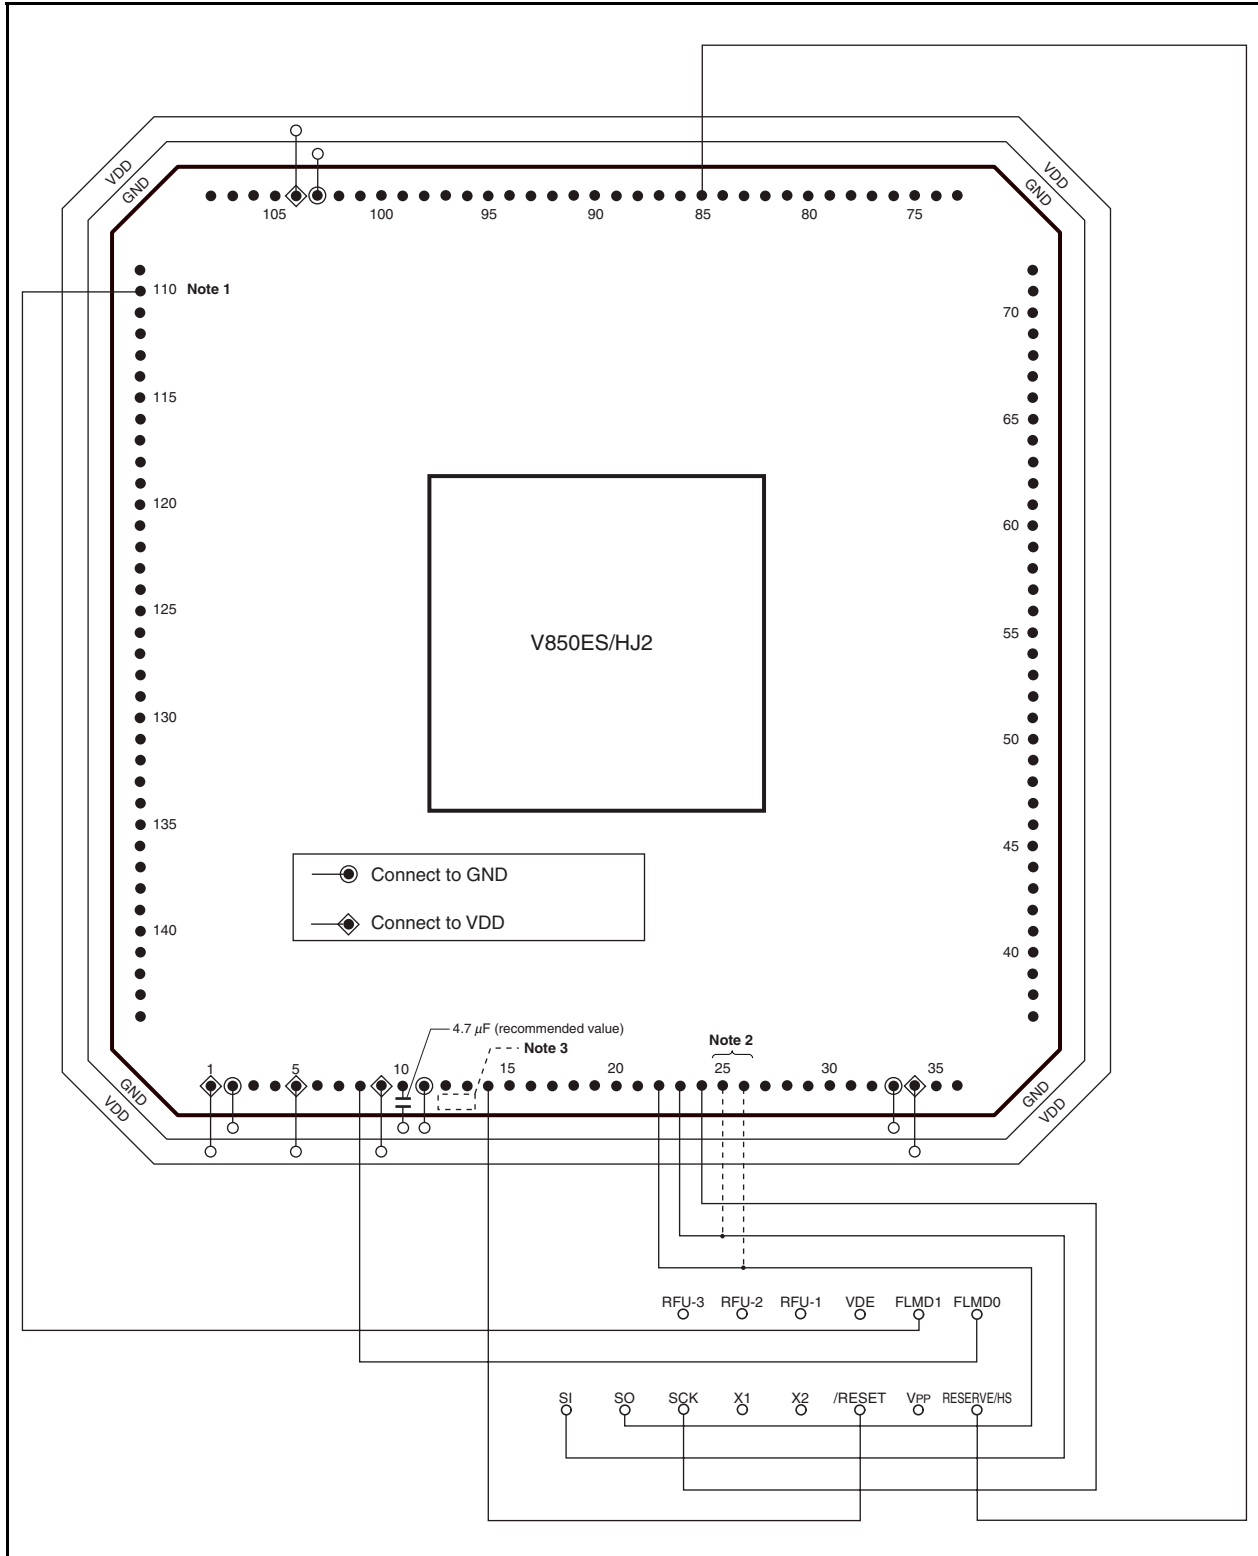 VDD
GND
VDD
GND
105 100 95 90 85 80 75
110 Note 1
70
115
65
120
60
125
55
V850ES/HJ2
130
50
135
45
Connect to GND
Connect to VDD
140
40
4.7 μF (recommended value)
Note 3
Note 2
1 5 10 15 20 25 30 35
GND
VDD
GND
VDD
RFU-3 RFU-2 RFU-1 VDE FLMD1 FLMD0
SI SO SCK X1 X2 /RESET VPP RESERVE/HS